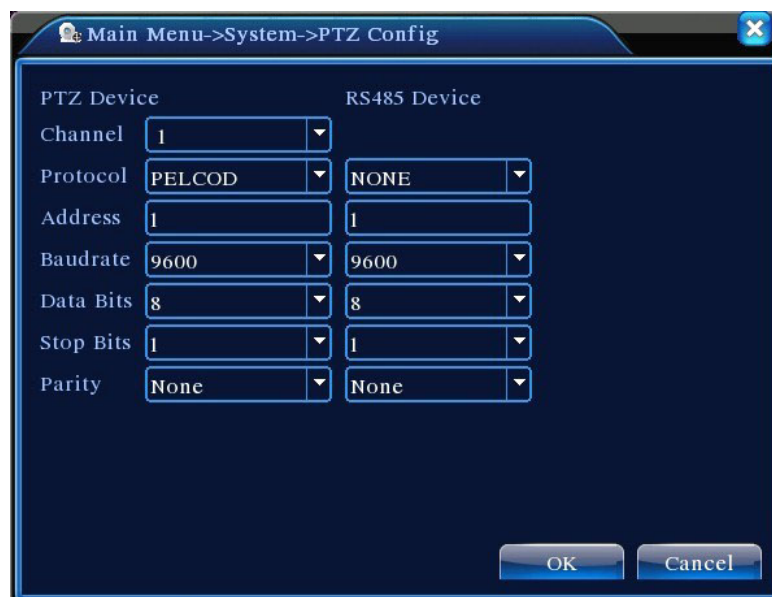 Main Menu->System->PTZ Config
PTZ Device RS485 Device
Channel 1
Protocol PELCOD NONE
Address 1 1
Baudrate 9600 9600
Data Bits 8 8
Stop Bits 1 1
Parity None None
OK Cancel